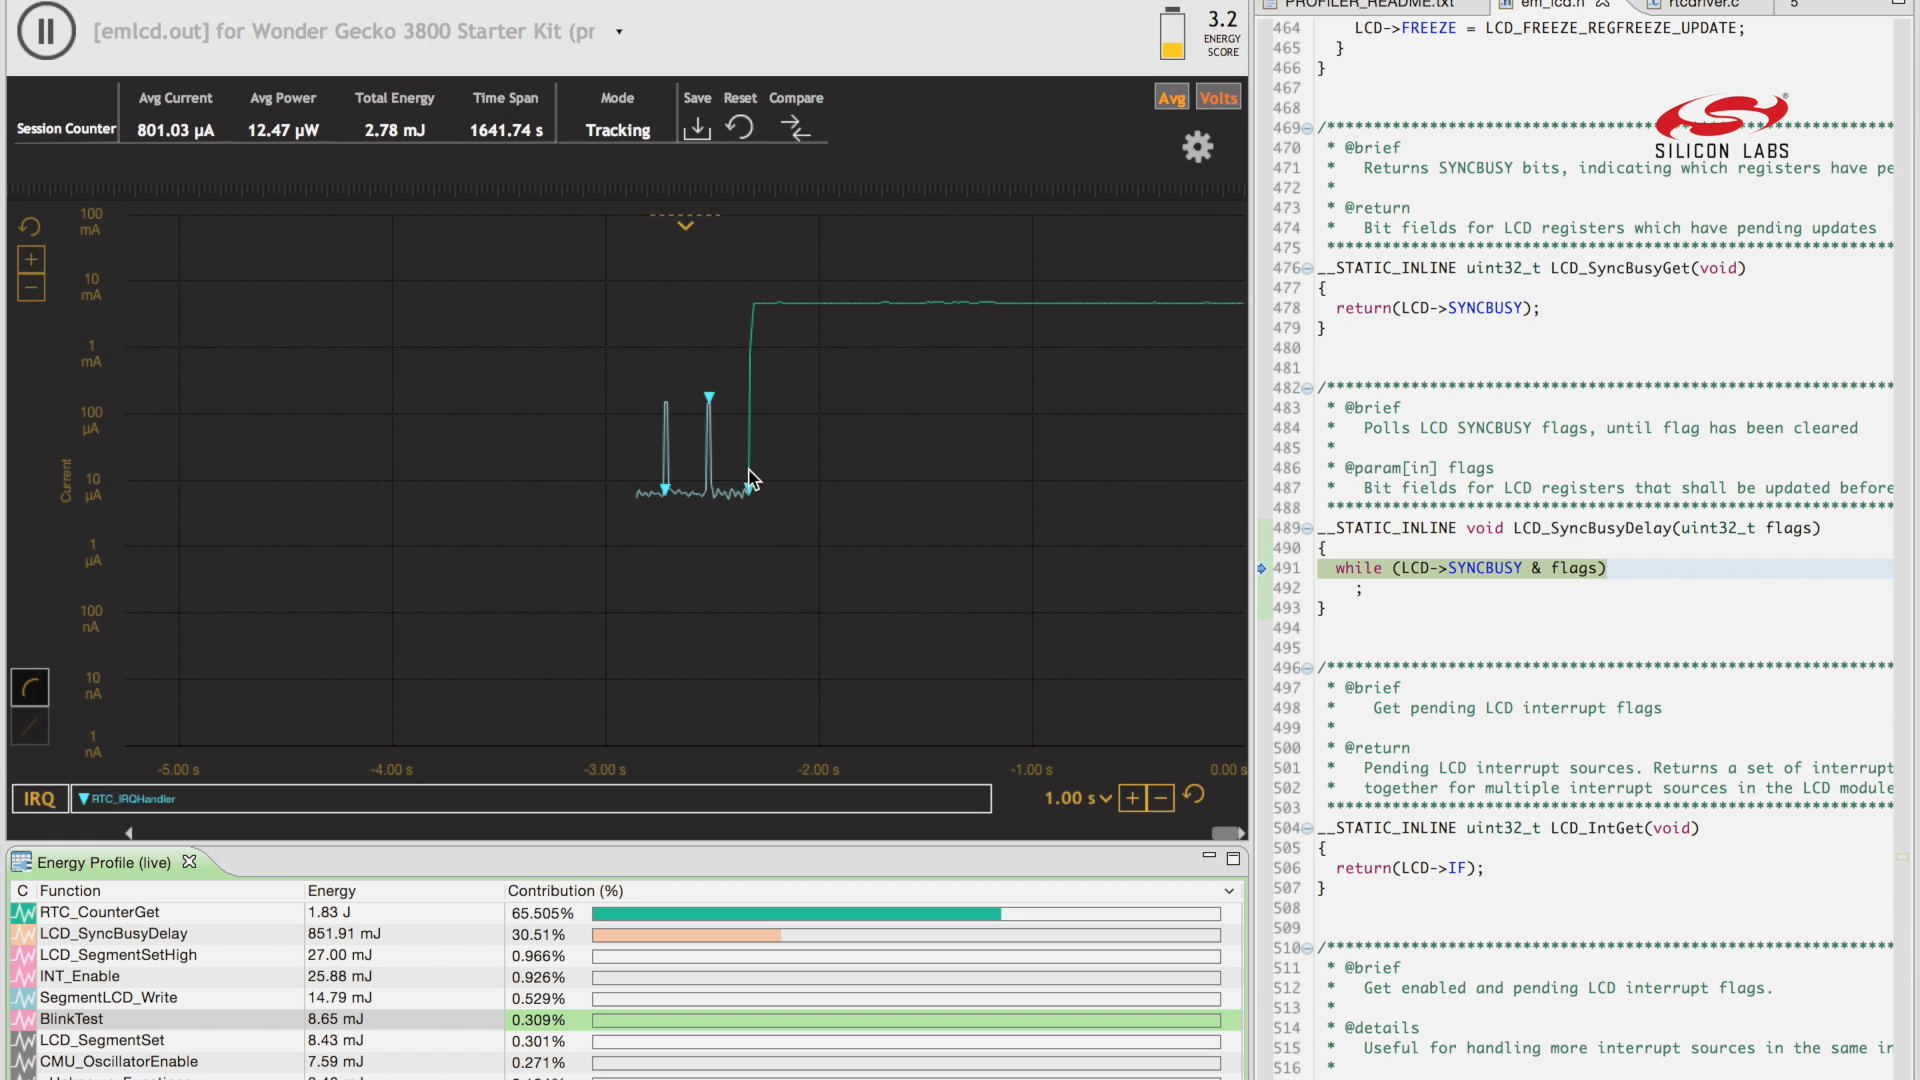 [emlcd.out] for Wonder Gecko 3800 Starter Kit (pr
3.2
ENERGY
SCORE
Session Counter
Avg Current
801.03 µA
Avg Power
12.47 µW
Total Energy
2.78 mJ
Time Span
1641.74 s
Mode
Tracking
Save Reset Compare
Avg Volts
100
mA
10
mA
1
mA
100
µA
10
µA
1
µA
100
nA
10
nA
1
nA
Current
-5.00 s -4.00 s -3.00 s -2.00 s -1.00 s 0.00 s
IRQ RTC_IRQHandler 1.00 s + −
Energy Profile (live)
C Function Energy Contribution (%)
RTC_CounterGet 1.83 J 65.505%
LCD_SyncBusyDelay 851.91 mJ 30.51%
LCD_SegmentSetHigh 27.00 mJ 0.966%
INT_Enable 25.88 mJ 0.926%
SegmentLCD_Write 14.79 mJ 0.529%
BlinkTest 8.65 mJ 0.309%
LCD_SegmentSet 8.43 mJ 0.301%
CMU_OscillatorEnable 7.59 mJ 0.271%
PROFILER_README.txt em_lcd.h rtcdriver.c 5
SILICON LABS
464 LCD->FREEZE = LCD_FREEZE_REGFREEZE_UPDATE;
465 }
466 }
467
468
469 /*************************************************************
470 * @brief
471 * Returns SYNCBUSY bits, indicating which registers have pe
472 *
473 * @return
474 * Bit fields for LCD registers which have pending updates
475 *************************************************************
476 __STATIC_INLINE uint32_t LCD_SyncBusyGet(void)
477 {
478 return(LCD->SYNCBUSY);
479 }
480
481
482 /*************************************************************
483 * @brief
484 * Polls LCD SYNCBUSY flags, until flag has been cleared
485 *
486 * @param[in] flags
487 * Bit fields for LCD registers that shall be updated before
488 *************************************************************
489 __STATIC_INLINE void LCD_SyncBusyDelay(uint32_t flags)
490 {
491 while (LCD->SYNCBUSY & flags)
492 ;
493 }
494
495
496 /*************************************************************
497 * @brief
498 * Get pending LCD interrupt flags
499 *
500 * @return
501 * Pending LCD interrupt sources. Returns a set of interrupt
502 * together for multiple interrupt sources in the LCD module
503 *************************************************************
504 __STATIC_INLINE uint32_t LCD_IntGet(void)
505 {
506 return(LCD->IF);
507 }
508
509
510 /*************************************************************
511 * @brief
512 * Get enabled and pending LCD interrupt flags.
513 *
514 * @details
515 * Useful for handling more interrupt sources in the same in
516 *